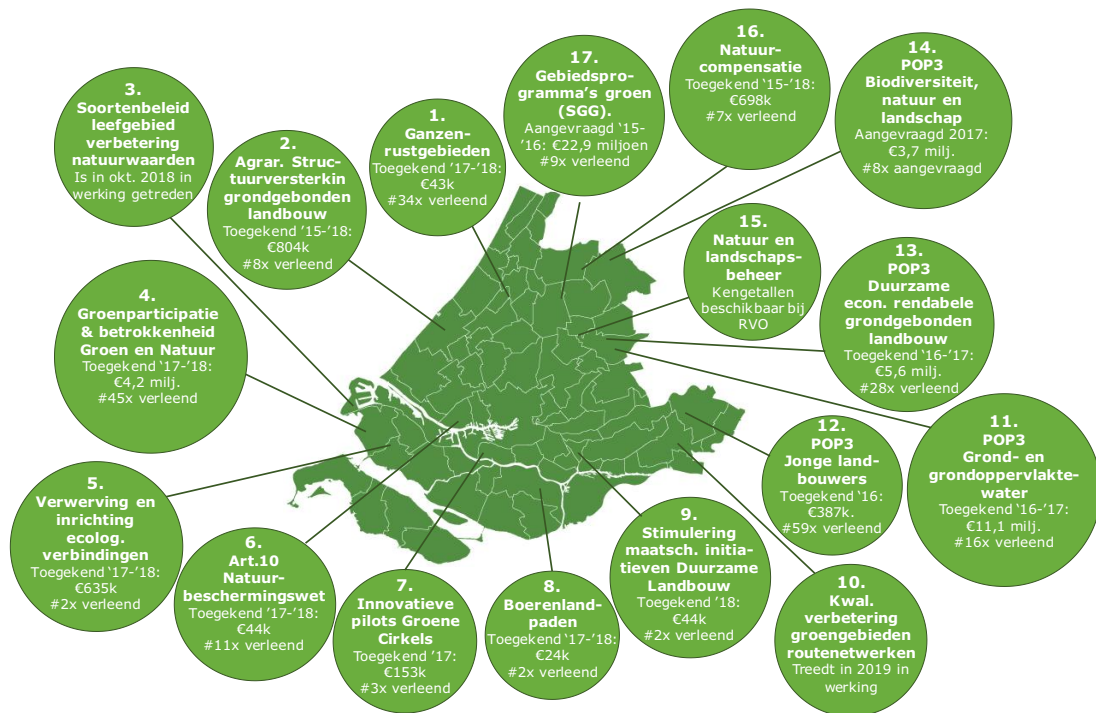 1.
Ganzen-
rustgebieden
Toegekend '17-'18:
€43k
#34x verleend
2.
Agrar. Struc-
tuurversterkin
grondgebonden
landbouw
Toegekend '15-'18:
€804k
#8x verleend
3.
Soortenbeleid
leefgebied
verbetering
natuurwaarden
Is in okt. 2018 in
werking getreden
4.
Groenparticipatie
& betrokkenheid
Groen en Natuur
Toegekend '17-'18:
€4,2 milj.
#45x verleend
5.
Verwerving en
inrichting
ecolog.
verbindingen
Toegekend '17-'18:
€635k
#2x verleend
6.
Art.10
Natuur-
beschermingswet
Toegekend '17-'18:
€44k
#11x verleend
7.
Innovatieve
pilots Groene
Cirkels
Toegekend '17:
€153k
#3x verleend
8.
Boerenland-
paden
Toegekend '17-'18:
€24k
#2x verleend
9.
Stimulering
maatsch. initia-
tieven Duurzame
Landbouw
Toegekend '18:
€44k
#2x verleend
10.
Kwal.
verbetering
groengebieden
routenetwerken
Treedt in 2019 in
werking
11.
POP3
Grond- en
grondoppervlakte-
water
Toegekend '16-'17:
€11,1 milj.
#16x verleend
12.
POP3
Jonge land-
bouwers
Toegekend '16:
€387k.
#59x verleend
13.
POP3
Duurzame
econ. rendabele
grondgebonden
landbouw
Toegekend '16-'17:
€5,6 milj.
#28x verleend
14.
POP3
Biodiversiteit,
natuur en
landschap
Aangevraagd 2017:
€3,7 milj.
#8x aangevraagd
15.
Natuur en
landschaps-
beheer
Kengetallen
beschikbaar bij
RVO
16.
Natuur-
compensatie
Toegekend '15-'18:
€698k
#7x verleend
17.
Gebiedspro-
gramma's groen
(SGG).
Aangevraagd '15-
'16: €22,9 miljoen
#9x verleend